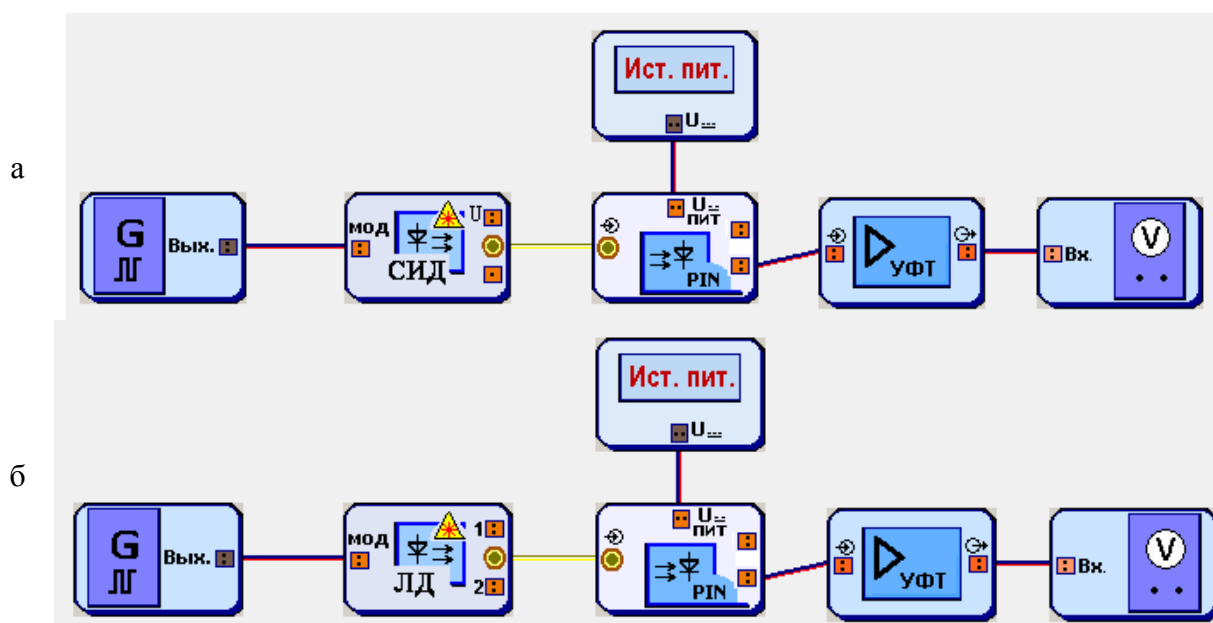 Ист. пит.
U
а
G
Вых.
мод
U
СИД
U
ПИТ
PIN
УФТ
Вх.
V
Ист. пит.
U
б
G
Вых.
мод
1
2
ЛД
U
ПИТ
PIN
УФТ
Вх.
V